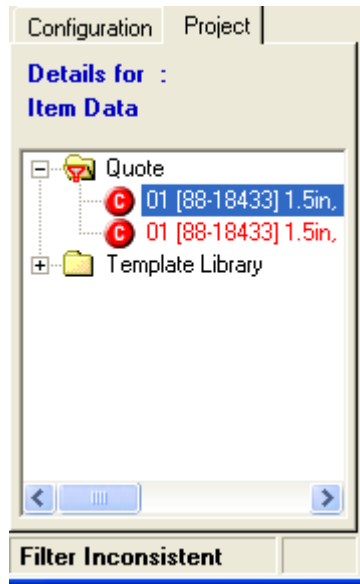 Configuration Project
Details for :
Item Data
Quote
C 01 [88-18433] 1.5in,
C 01 [88-18433] 1.5in,
Template Library
Filter Inconsistent